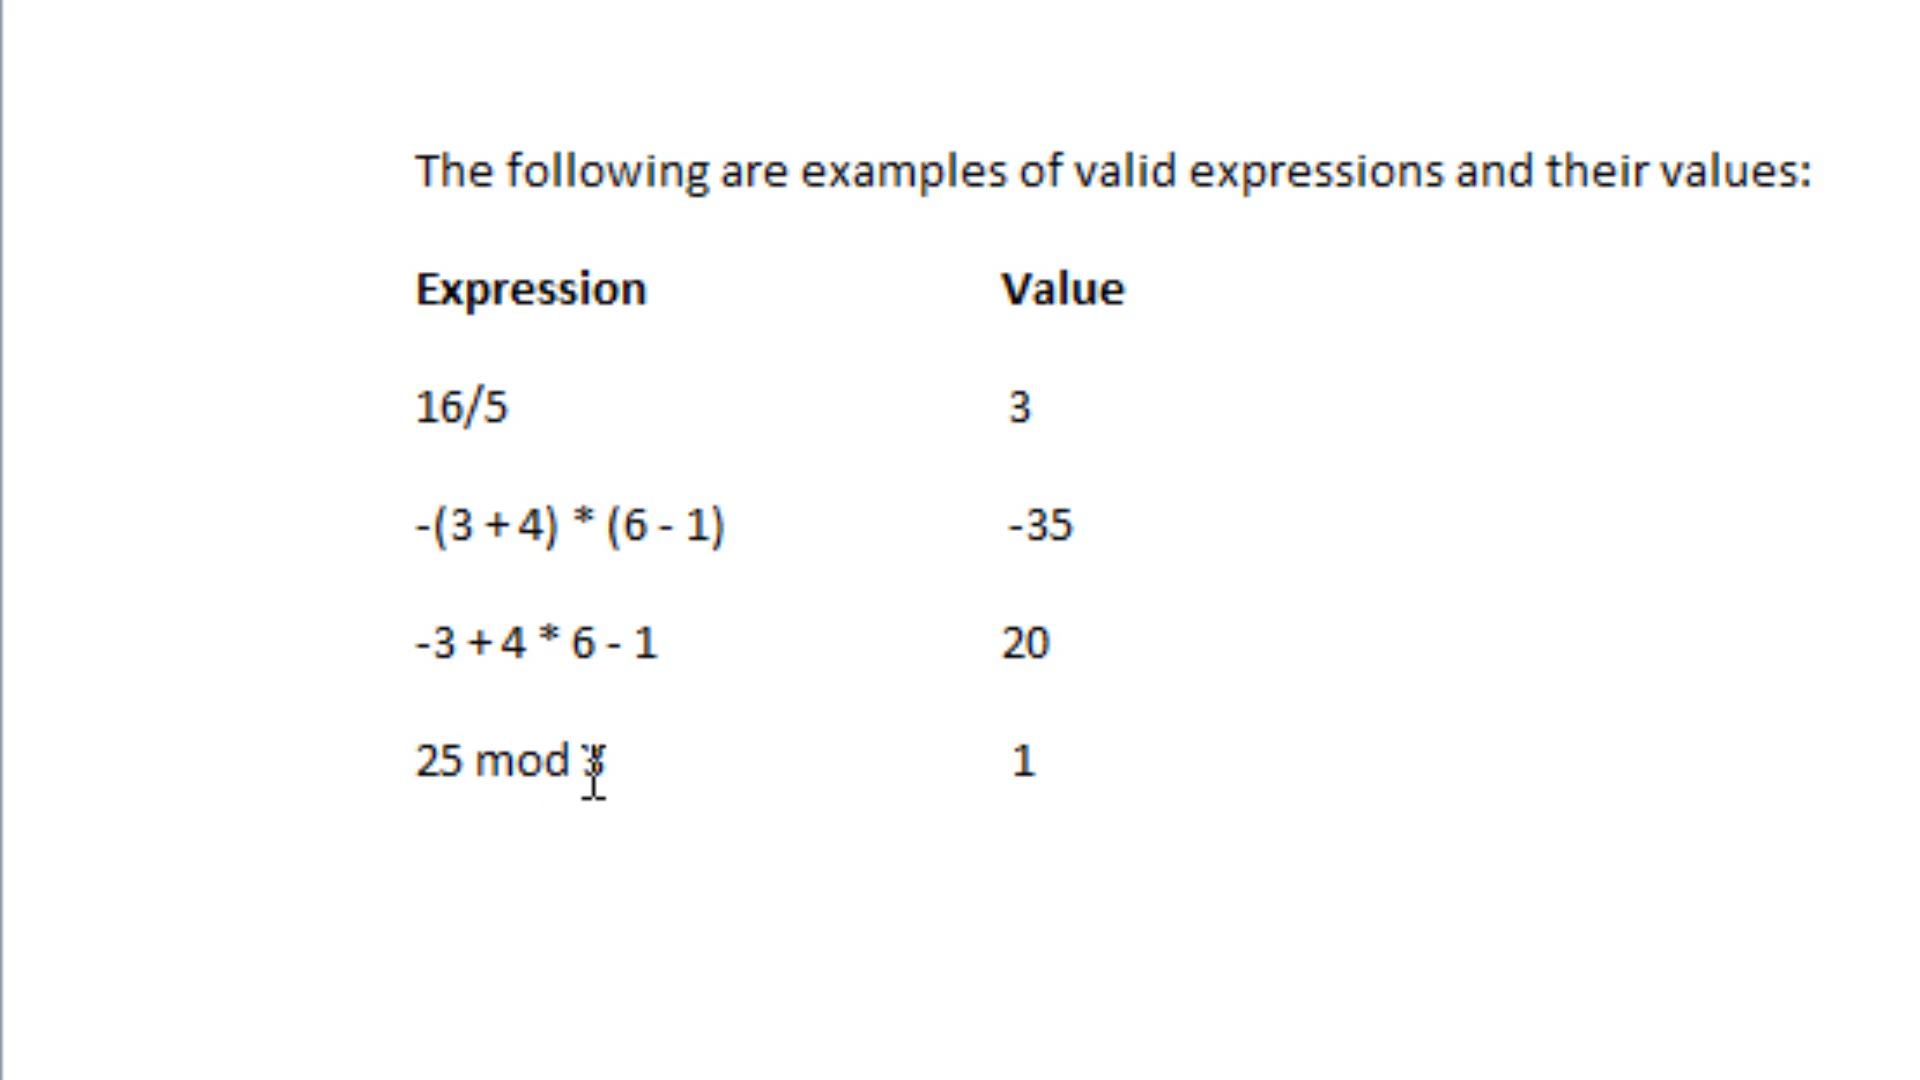 The following are examples of valid expressions and their values:
Expression Value
16/5 3
-(3 + 4) * (6 - 1) -35
-3 + 4 * 6 - 1 20
25 mod 3 1